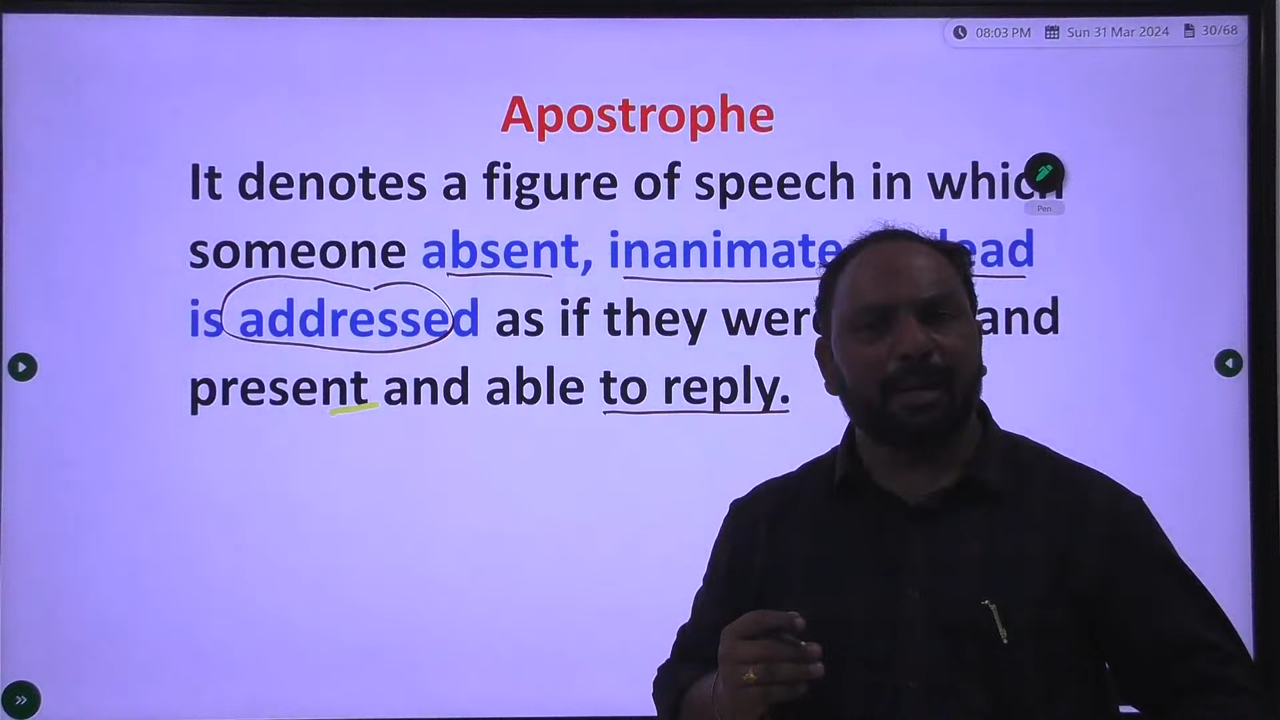 08:03 PM Sun 31 Mar 2024 30/68
Apostrophe
It denotes a figure of speech in which
Pen
someone absent, inanimate
is addressed as if they were and
present and able to reply.